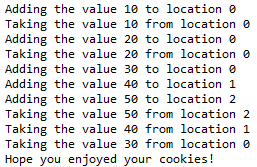 Adding the value 10 to location 0
Taking the value 10 from location 0
Adding the value 20 to location 0
Taking the value 20 from location 0
Adding the value 30 to location 0
Adding the value 40 to location 1
Adding the value 50 to location 2
Taking the value 50 from location 2
Taking the value 40 from location 1
Taking the value 30 from location 0
Hope you enjoyed your cookies!